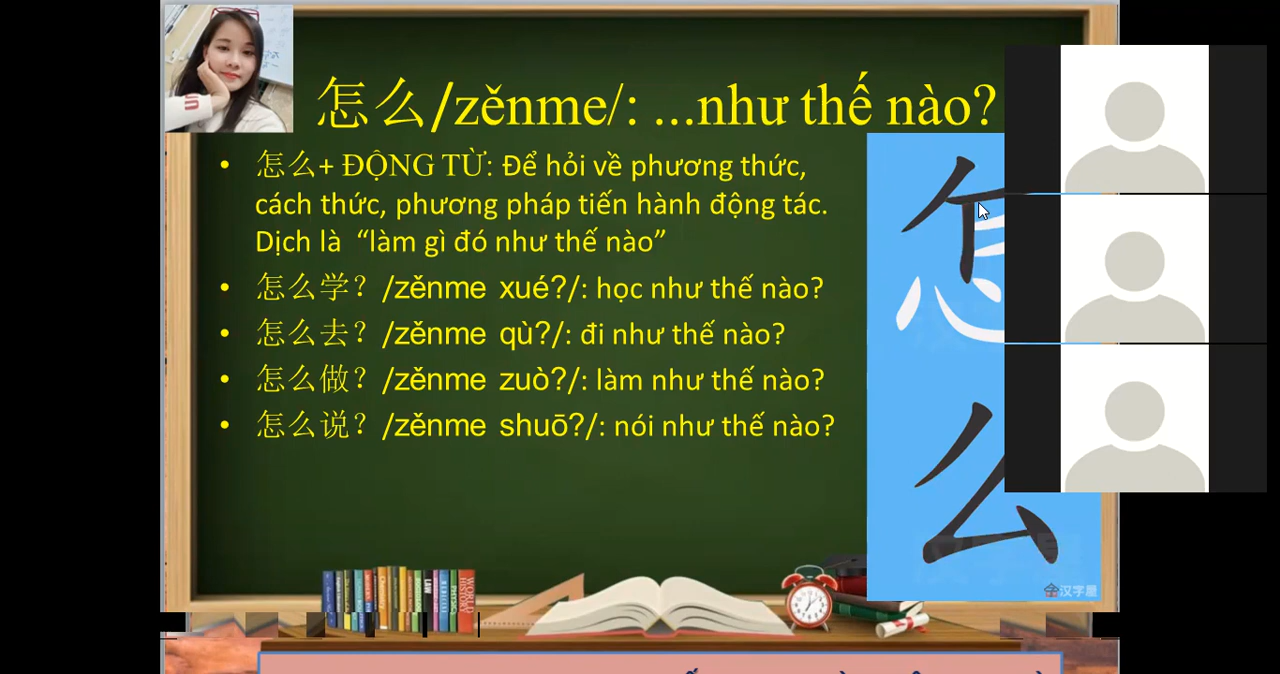 怎么/zěnme/: ...như thế nào?
• 怎么+ ĐỘNG TỪ: Để hỏi về phương thức,
cách thức, phương pháp tiến hành động tác.
Dịch là “làm gì đó như thế nào”
• 怎么学? /zěnme xué?/: học như thế nào?
• 怎么去? /zěnme qù?/: đi như thế nào?
• 怎么做? /zěnme zuò?/: làm như thế nào?
• 怎么说? /zěnme shuō?/: nói như thế nào?
怎
么
汉字屋
LAW
WORLD HISTORY